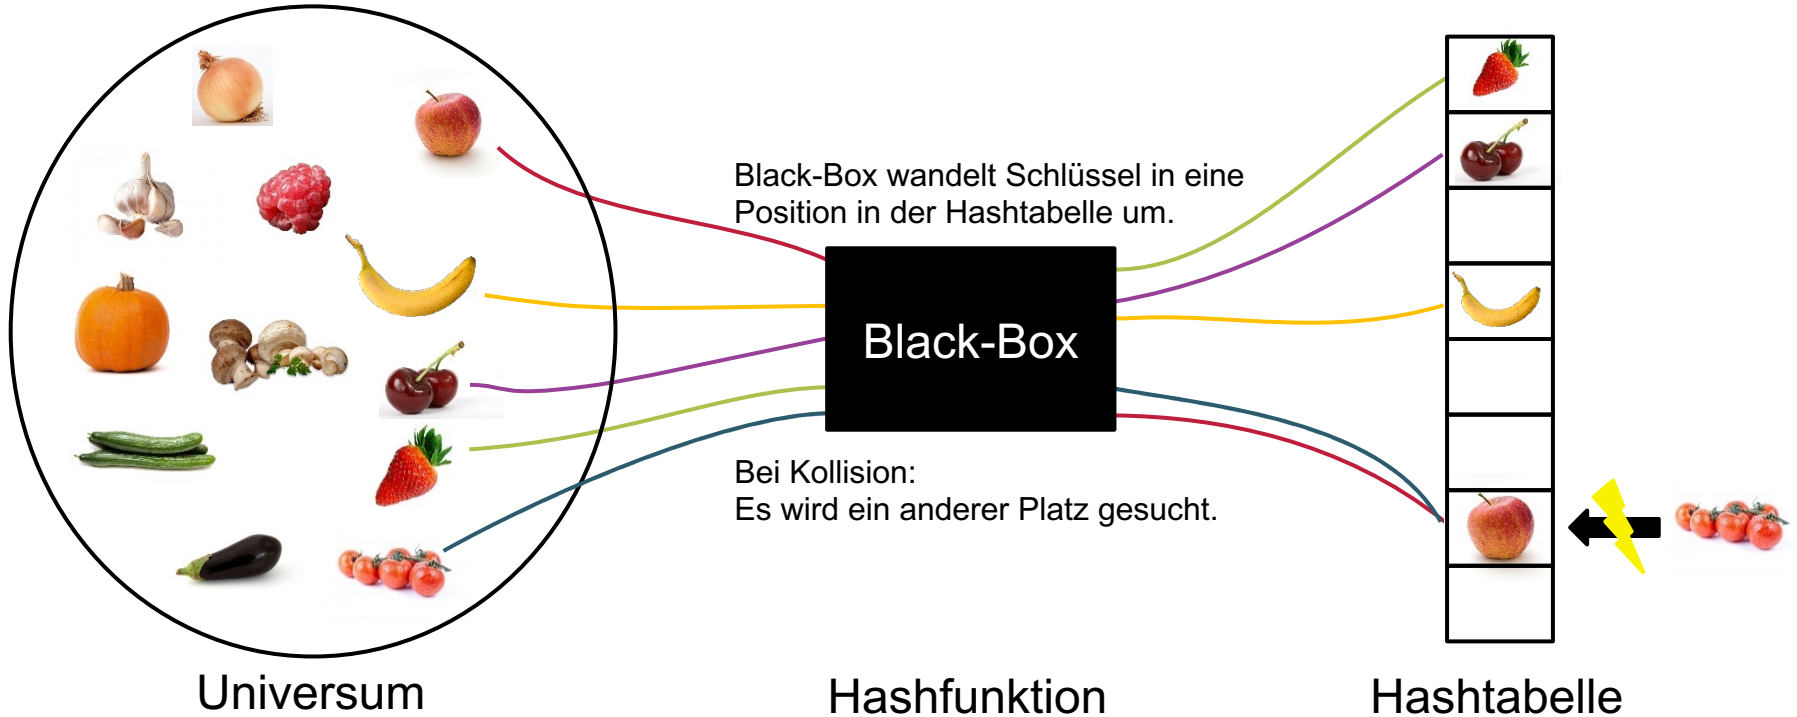 Black-Box wandelt Schlüssel in eine
Position in der Hashtabelle um.
Black-Box
Bei Kollision:
Es wird ein anderer Platz gesucht.
Universum
Hashfunktion
Hashtabelle